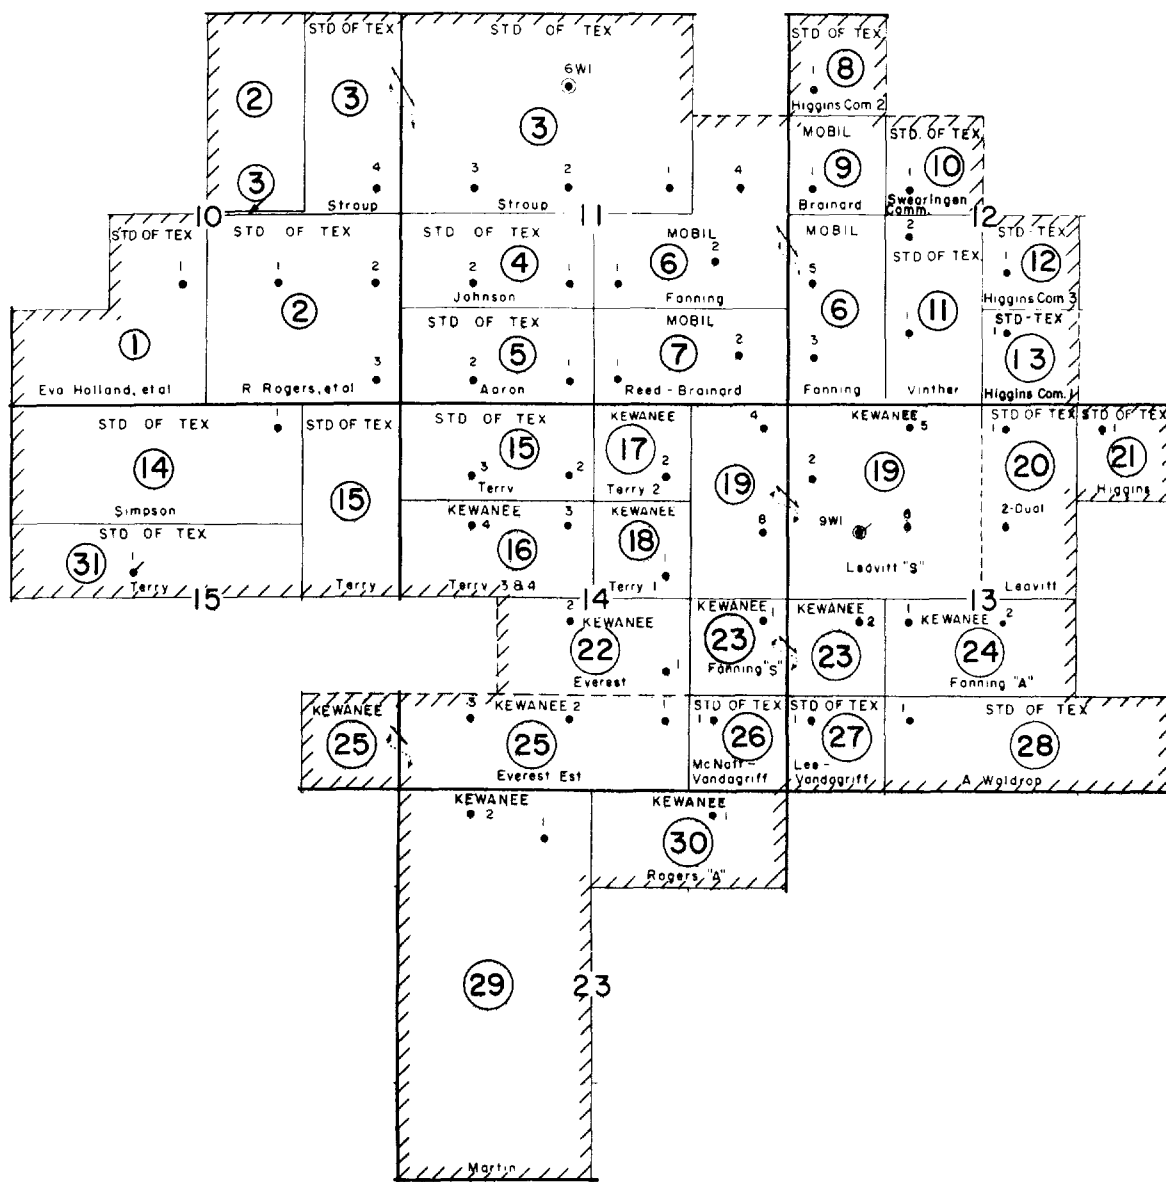 STD OF TEX
STD OF TEX
STD OF TEX
6WI
1
8
2
3
3
Higgins Com 2
MOBIL
STD. OF TEX
3
4
3
2
1
4
1
9
1
10
Stroup
Stroup
Brainard
Swearingen
Comm.
10
11
12
STD OF TEX
STD OF TEX
STD OF TEX
MOBIL
MOBIL
2
STD OF TEX
STD-TEX
1
1
2
2
4
1
1
6
2
5
1
12
Johnson
Fanning
Higgins Com 3
2
STD OF TEX
MOBIL
6
11
STD-TEX
1
3
2
5
1
1
7
2
3
1
1
13
Eva Holland, et al
R Rogers, et al
Aaron
Reed-Brainard
Fanning
Vinther
Higgins Com. 1
STD OF TEX
1
STD OF TEX
STD OF TEX
KEWANEE
4
KEWANEE
5
STD OF TEX
1
STD OF TEX
1
14
15
3
15
2
17
2
19
2
19
20
21
Simpson
Terry
Terry 2
Higgins
STD OF TEX
KEWANEE
KEWANEE
9WI
6
2-Dual
31
1
4
16
3
18
1
8
Terry
Terry
Terry 3 & 4
Terry 1
Leavitt "S"
Leavitt
15
14
13
2
KEWANEE
KEWANEE
KEWANEE
1
KEWANEE
2
22
1
23
1
23
2
24
Everest
Fanning "S"
Fanning "A"
KEWANEE
3
KEWANEE 2
1
STD OF TEX
STD OF TEX
1
STD OF TEX
25
25
1
26
1
27
28
Everest Est
McNatt-
Vandagriff
Lee-
Vandagriff
A Waldrop
KEWANEE
KEWANEE
2
1
1
30
Rogers "A"
29
23
Martin